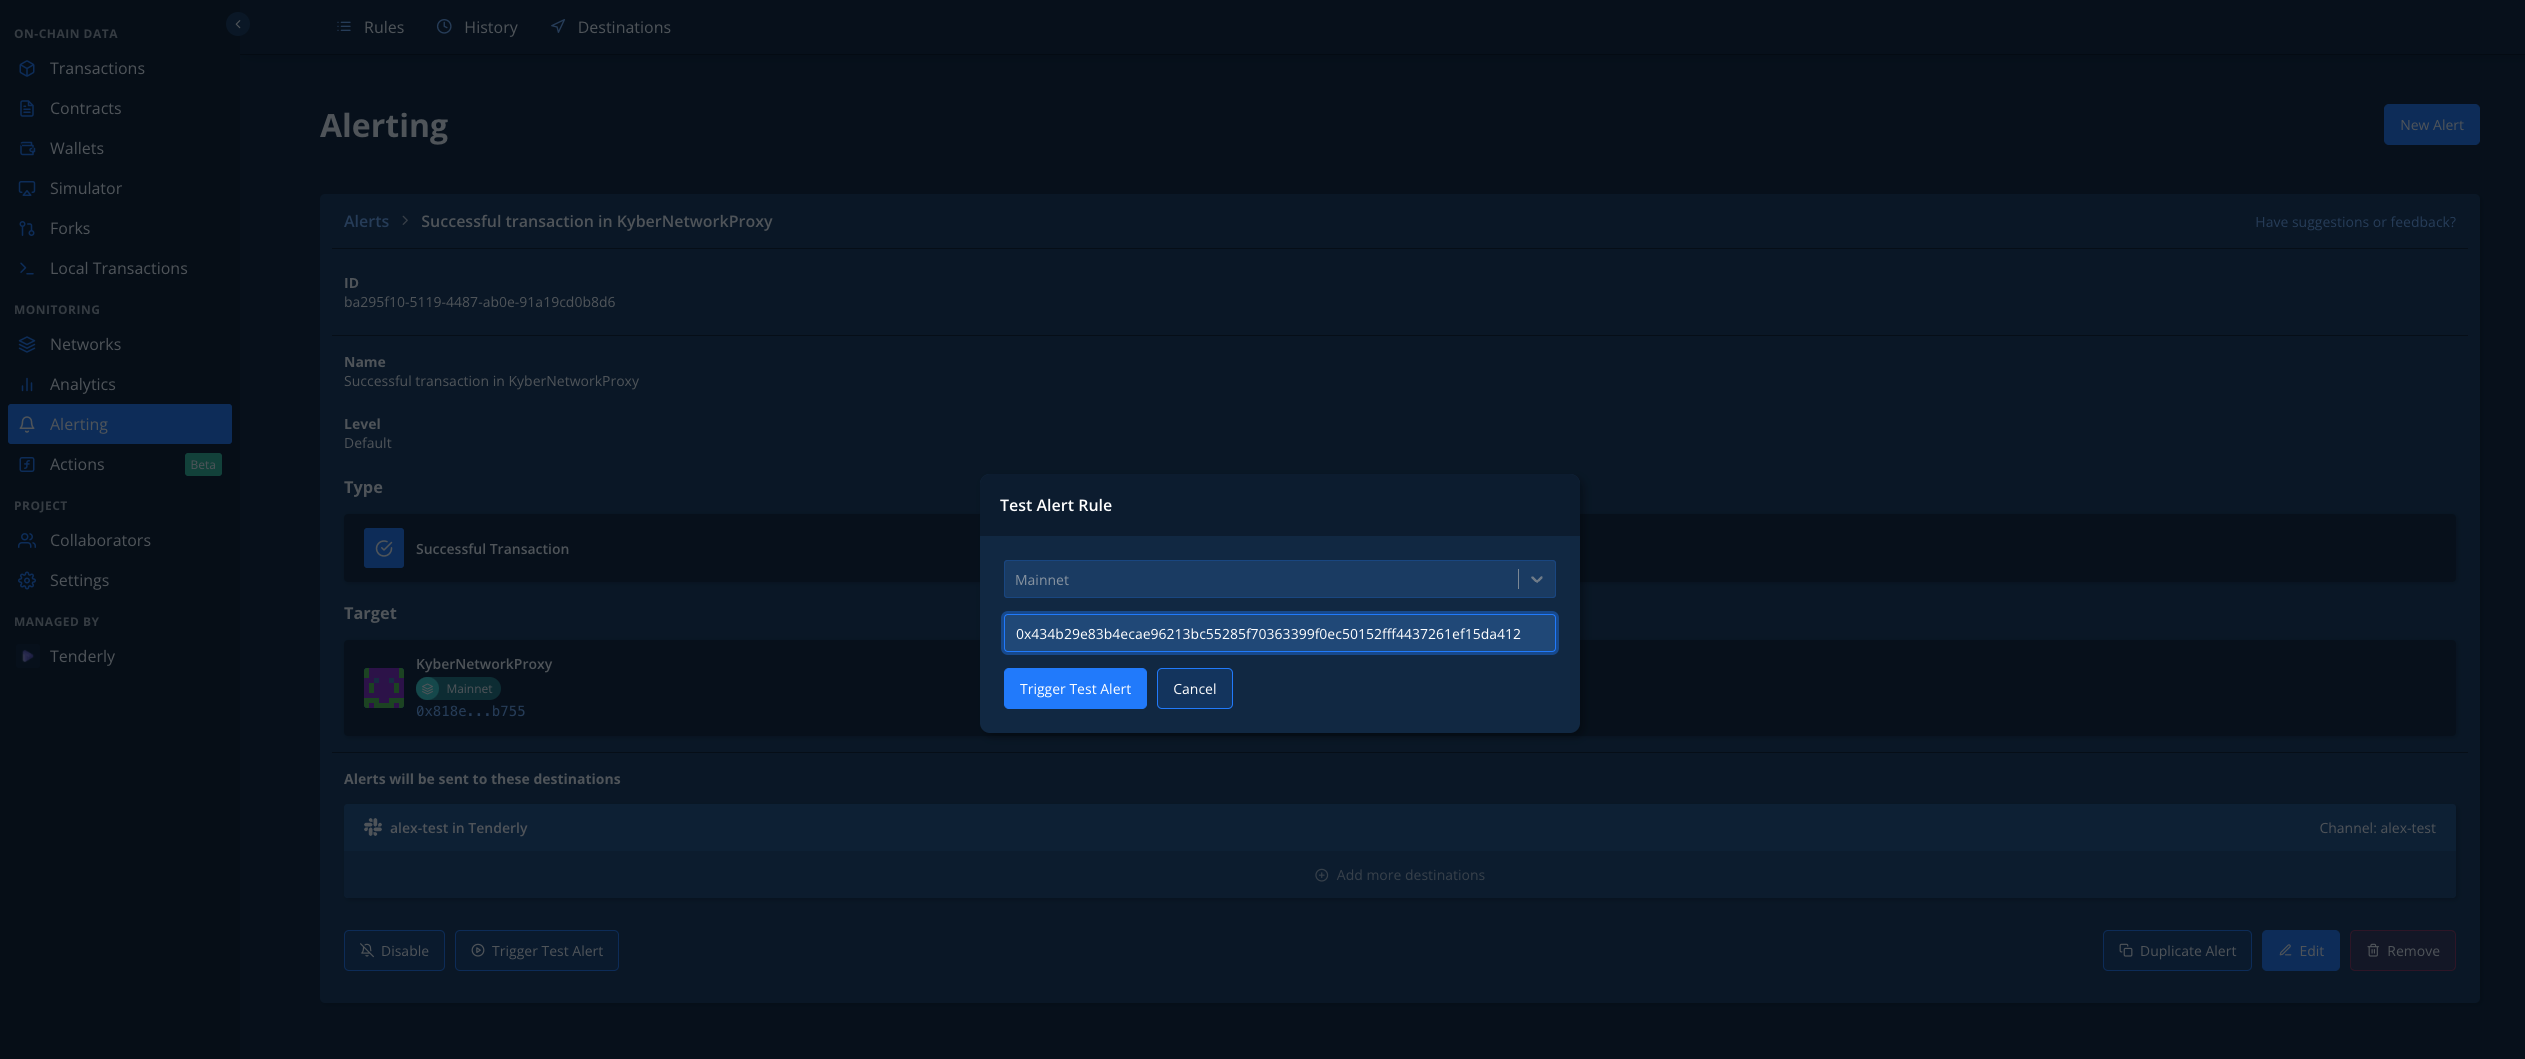 ON-CHAIN DATA
Transactions
Contracts
Wallets
Simulator
Forks
Local Transactions
MONITORING
Networks
Analytics
Alerting
Actions Beta
PROJECT
Collaborators
Settings
MANAGED BY
Tenderly
Rules History Destinations
Alerting
New Alert
Alerts > Successful transaction in KyberNetworkProxy
Have suggestions or feedback?
ID
ba295f10-5119-4487-ab0e-91a19cd0b8d6
Name
Successful transaction in KyberNetworkProxy
Level
Default
Type
Successful Transaction
Target
KyberNetworkProxy
Mainnet
0x818e...b755
Test Alert Rule
Mainnet
0x434b29e83b4ecae96213bc55285f70363399f0ec50152fff4437261ef15da412
Trigger Test Alert Cancel
Alerts will be sent to these destinations
alex-test in Tenderly
Channel: alex-test
Add more destinations
Disable Trigger Test Alert
Duplicate Alert Edit Remove